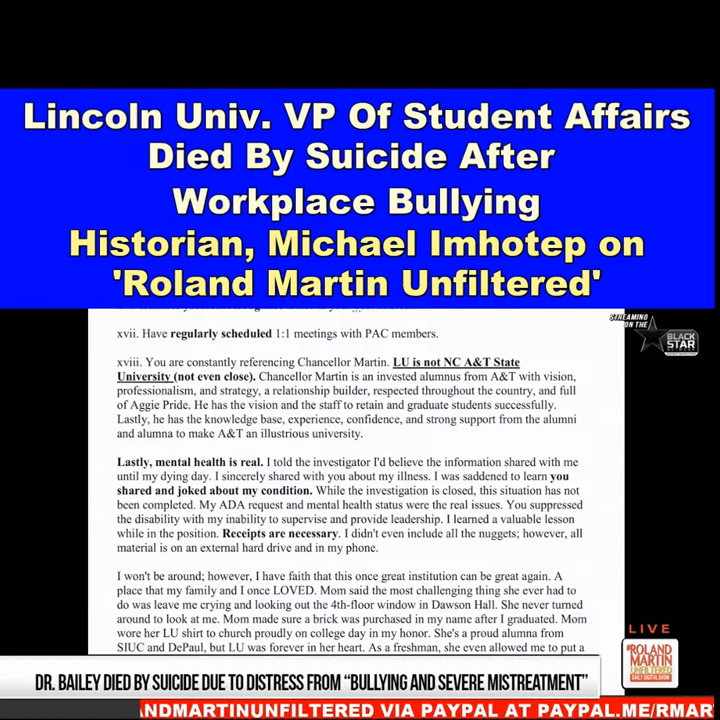 Lincoln Univ. VP Of Student Affairs
Died By Suicide After
Workplace Bullying
Historian, Michael Imhotep on
'Roland Martin Unfiltered'
STREAMING
ON THE
BLACK
STAR
xvii. Have regularly scheduled 1:1 meetings with PAC members.
xviii. You are constantly referencing Chancellor Martin. LU is not NC A&T State
University (not even close). Chancellor Martin is an invested alumnus from A&T with vision,
professionalism, and strategy, a relationship builder, respected throughout the country, and full
of Aggie Pride. He has the vision and the staff to retain and graduate students successfully.
Lastly, he has the knowledge base, experience, confidence, and strong support from the alumni
and alumna to make A&T an illustrious university.
Lastly, mental health is real. I told the investigator I'd believe the information shared with me
until my dying day. I sincerely shared with you about my illness. I was saddened to learn you
shared and joked about my condition. While the investigation is closed, this situation has not
been completed. My ADA request and mental health status were the real issues. You suppressed
the disability with my inability to supervise and provide leadership. I learned a valuable lesson
while in the position. Receipts are necessary. I didn't even include all the nuggets; however, all
material is on an external hard drive and in my phone.
I won't be around; however, I have faith that this once great institution can be great again. A
place that my family and I once LOVED. Mom said the most challenging thing she ever had to
do was leave me crying and looking out the 4th-floor window in Dawson Hall. She never turned
around to look at me. Mom made sure a brick was purchased in my name after I graduated. Mom
wore her LU shirt to church proudly on college day in my honor. She's a proud alumna from
SIUC and DePaul, but LU was forever in her heart. As a freshman, she even allowed me to put a
LIVE
#ROLAND
MARTIN
UNFILTERED
DAILY DIGITAL SHOW
DR. BAILEY DIED BY SUICIDE DUE TO DISTRESS FROM “BULLYING AND SEVERE MISTREATMENT”
ANDMARTINUNFILTERED VIA PAYPAL AT PAYPAL.ME/RMAR